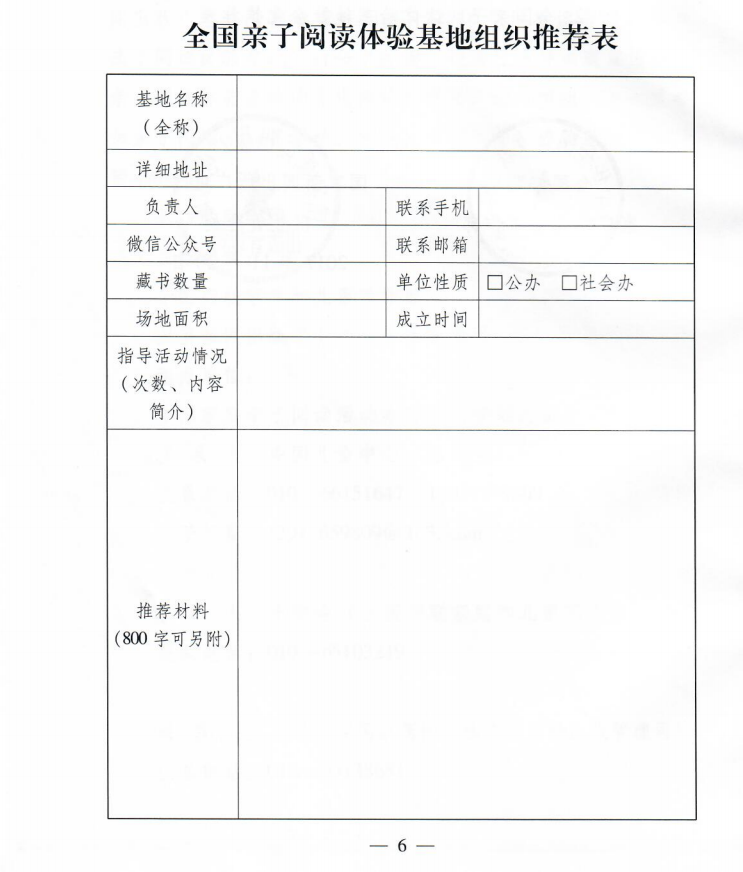 全国亲子阅读体验基地组织推荐表
基地名称
（全称）
详细地址
负责人
联系手机
微信公众号
联系邮箱
藏书数量
单位性质
□公办 □社会办
场地面积
成立时间
指导活动情况
（次数、内容
简介）
推荐材料
(800 字可另附)
— 6 —